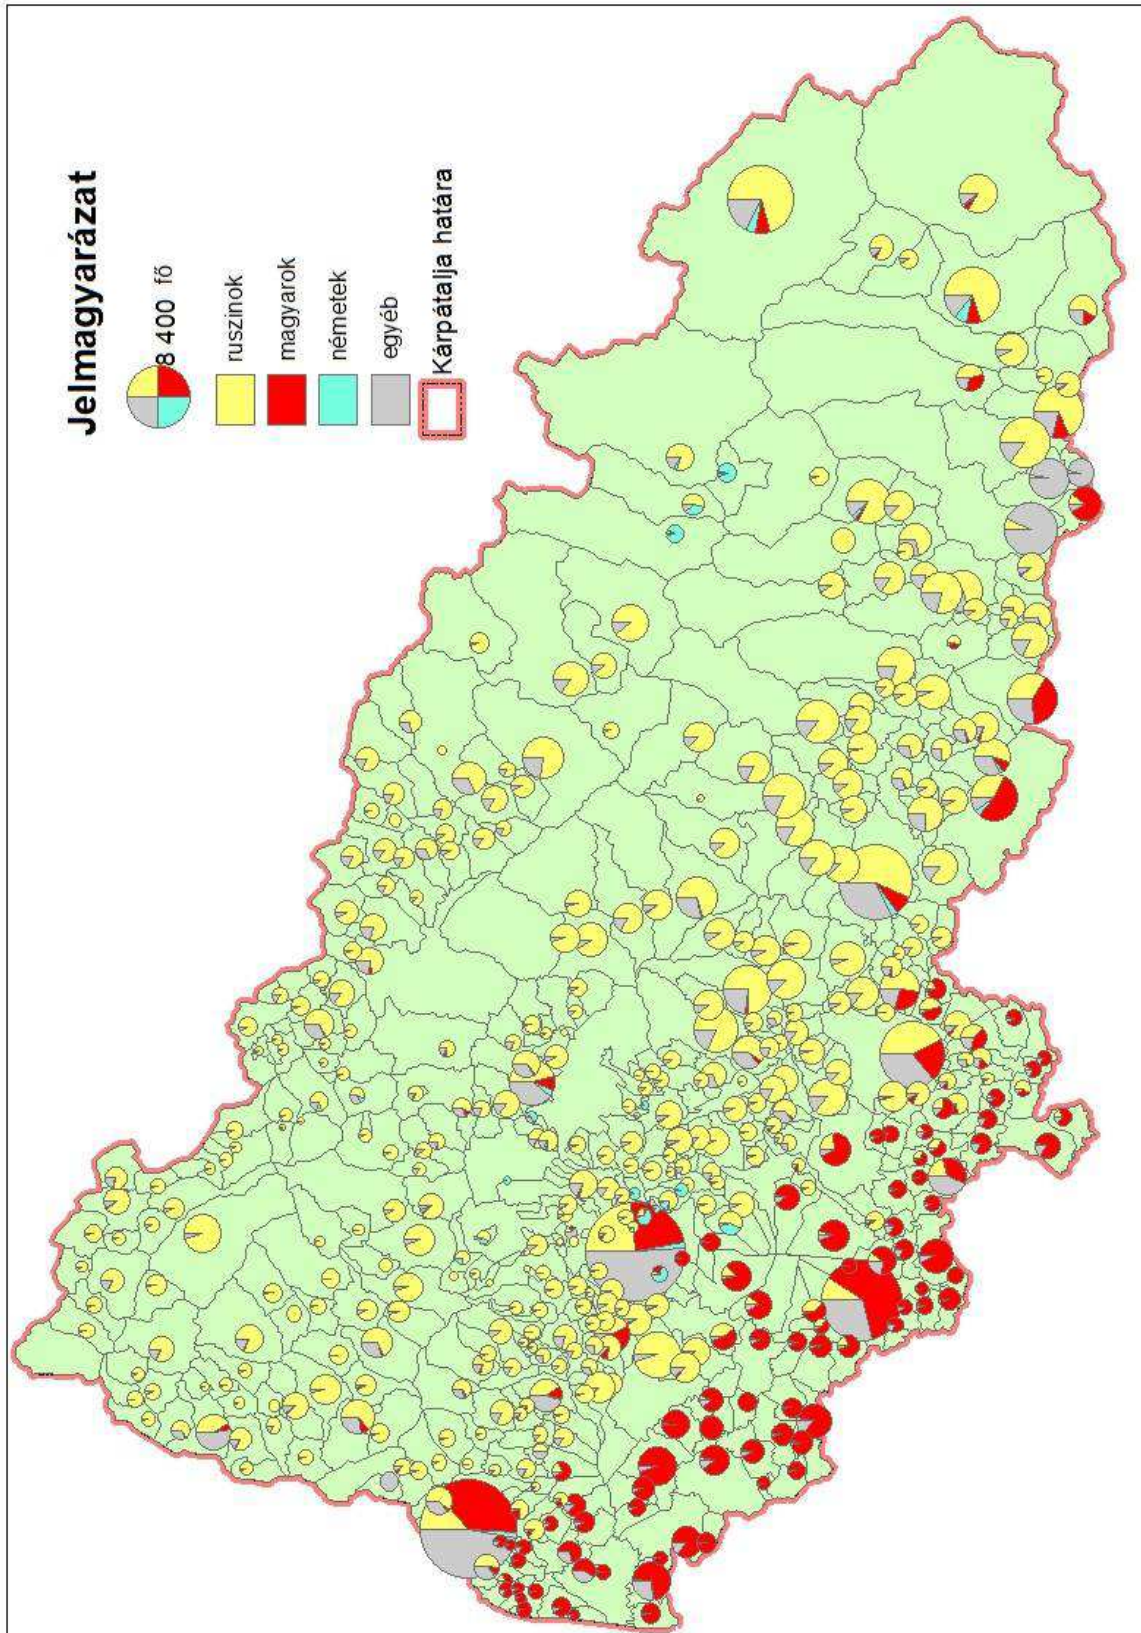 Jelmagyarázat
8 400 fő
ruszinok
magyarok
németek
egyéb
Kárpátalja határa